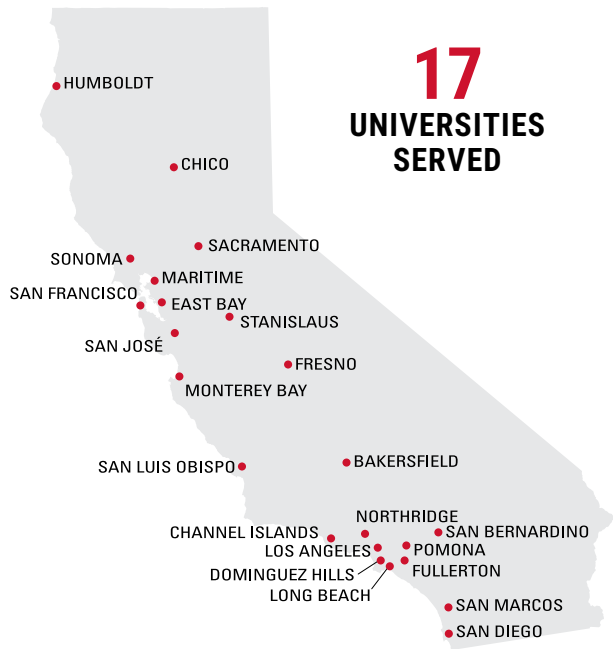 17
UNIVERSITIES
SERVED
HUMBOLDT
CHICO
SACRAMENTO
SONOMA
MARITIME
SAN FRANCISCO
EAST BAY
STANISLAUS
SAN JOSÉ
FRESNO
MONTEREY BAY
SAN LUIS OBISPO
BAKERSFIELD
NORTHRIDGE
CHANNEL ISLANDS
SAN BERNARDINO
LOS ANGELES
POMONA
DOMINGUEZ HILLS
FULLERTON
LONG BEACH
SAN MARCOS
SAN DIEGO